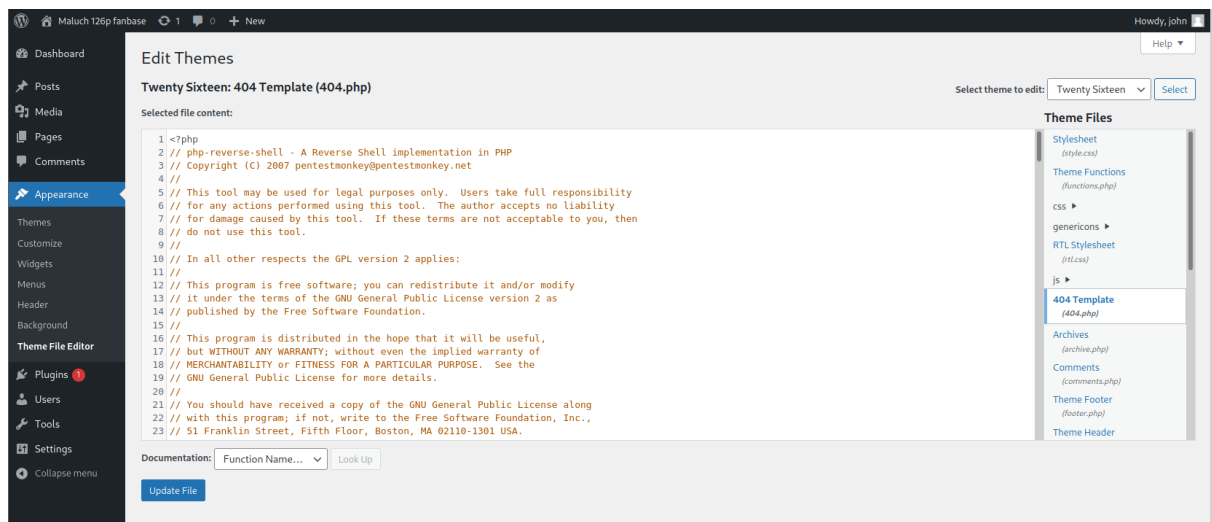 Maluch 126p fanbase 1 0 New Howdy, john
Help
Dashboard
Posts
Media
Pages
Comments
Appearance
Themes
Customize
Widgets
Menus
Header
Background
Theme File Editor
Plugins 1
Users
Tools
Settings
Collapse menu
Edit Themes
Twenty Sixteen: 404 Template (404.php)
Select theme to edit: Twenty Sixteen Select
Selected file content:
1 <?php
2 // php-reverse-shell - A Reverse Shell implementation in PHP
3 // Copyright (C) 2007 pentestmonkey@pentestmonkey.net
4 //
5 // This tool may be used for legal purposes only.  Users take full responsibility
6 // for any actions performed using this tool.  The author accepts no liability
7 // for damage caused by this tool.  If these terms are not acceptable to you, then
8 // do not use this tool.
9 //
10 // In all other respects the GPL version 2 applies:
11 //
12 // This program is free software; you can redistribute it and/or modify
13 // it under the terms of the GNU General Public License version 2 as
14 // published by the Free Software Foundation.
15 //
16 // This program is distributed in the hope that it will be useful,
17 // but WITHOUT ANY WARRANTY; without even the implied warranty of
18 // MERCHANTABILITY or FITNESS FOR A PARTICULAR PURPOSE.  See the
19 // GNU General Public License for more details.
20 //
21 // You should have received a copy of the GNU General Public License along
22 // with this program; if not, write to the Free Software Foundation, Inc.,
23 // 51 Franklin Street, Fifth Floor, Boston, MA 02110-1301 USA.
Theme Files
Stylesheet
(style.css)
Theme Functions
(functions.php)
css
genericons
RTL Stylesheet
(rtl.css)
js
404 Template
(404.php)
Archives
(archive.php)
Comments
(comments.php)
Theme Footer
(footer.php)
Theme Header
Documentation: Function Name... Look Up
Update File